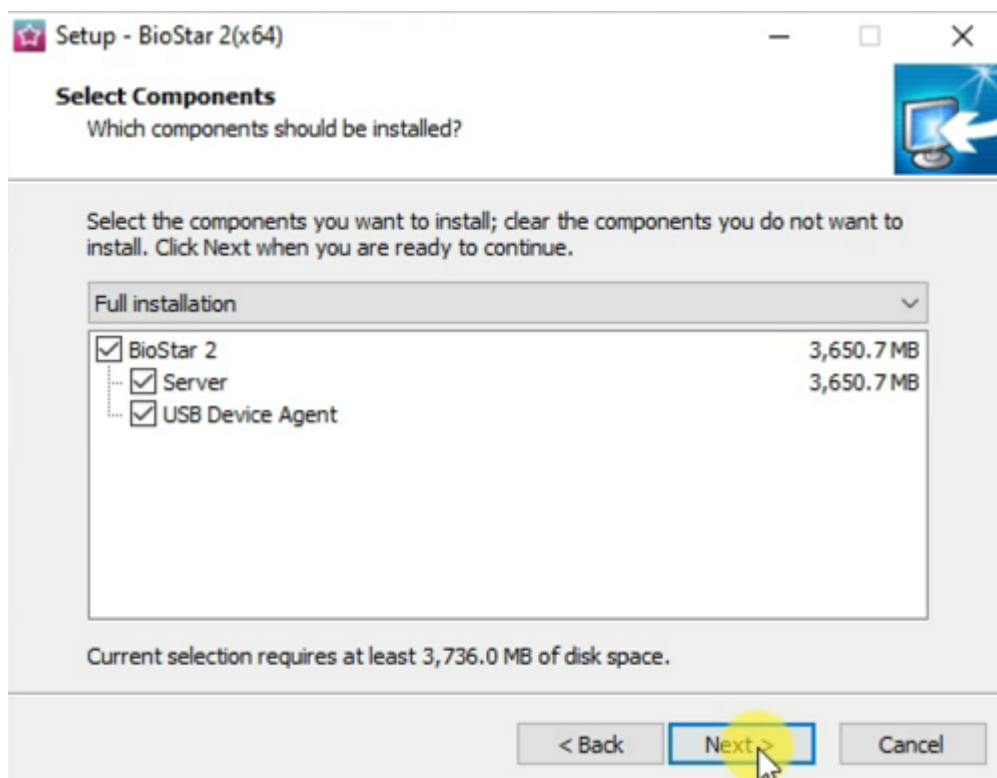 Setup - BioStar 2(x64)
Select Components
Which components should be installed?
Select the components you want to install; clear the components you do not want to
install. Click Next when you are ready to continue.
Full installation
BioStar 2 3,650.7 MB
Server 3,650.7 MB
USB Device Agent
Current selection requires at least 3,736.0 MB of disk space.
< Back Next > Cancel